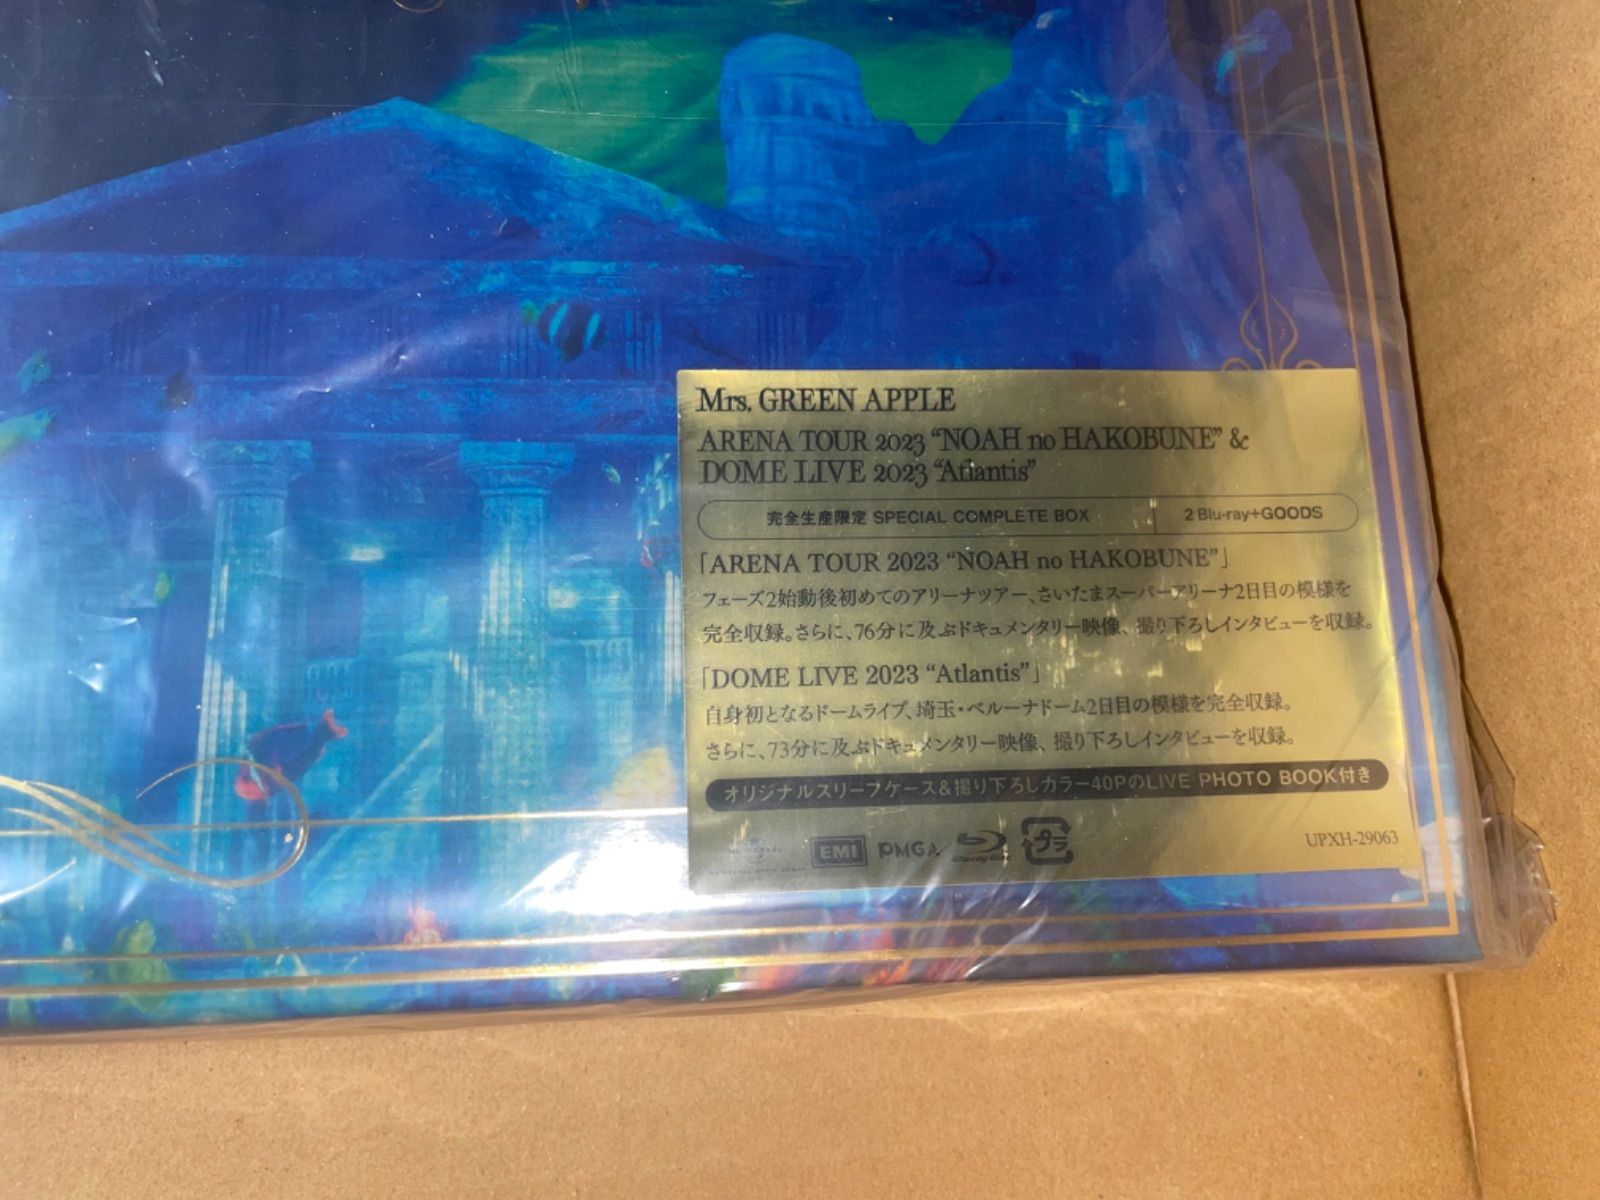 Mrs. GREEN APPLE
ARENA TOUR 2023 “NOAH no HAKOBUNE” &
DOME LIVE 2023 “Atlantis”
完全生産限定 SPECIAL COMPLETE BOX 2 Blu-ray+GOODS
「ARENA TOUR 2023 “NOAH no HAKOBUNE”」
フェーズ2始動後初めてのアリーナツアー、さいたまスーパーアリーナ2日目の模様を
完全収録。さらに、76分に及ぶドキュメンタリー映像、撮り下ろしインタビューを収録。
「DOME LIVE 2023 “Atlantis”」
自身初となるドームライブ、埼玉・ベルーナドーム2日目の模様を完全収録。
さらに、73分に及ぶドキュメンタリー映像、撮り下ろしインタビューを収録。
オリジナルスリーブケース&撮り下ろしカラー40PのLIVE PHOTO BOOK付き
EMI PMGA Blu-ray Disc プラ UPXH-29063